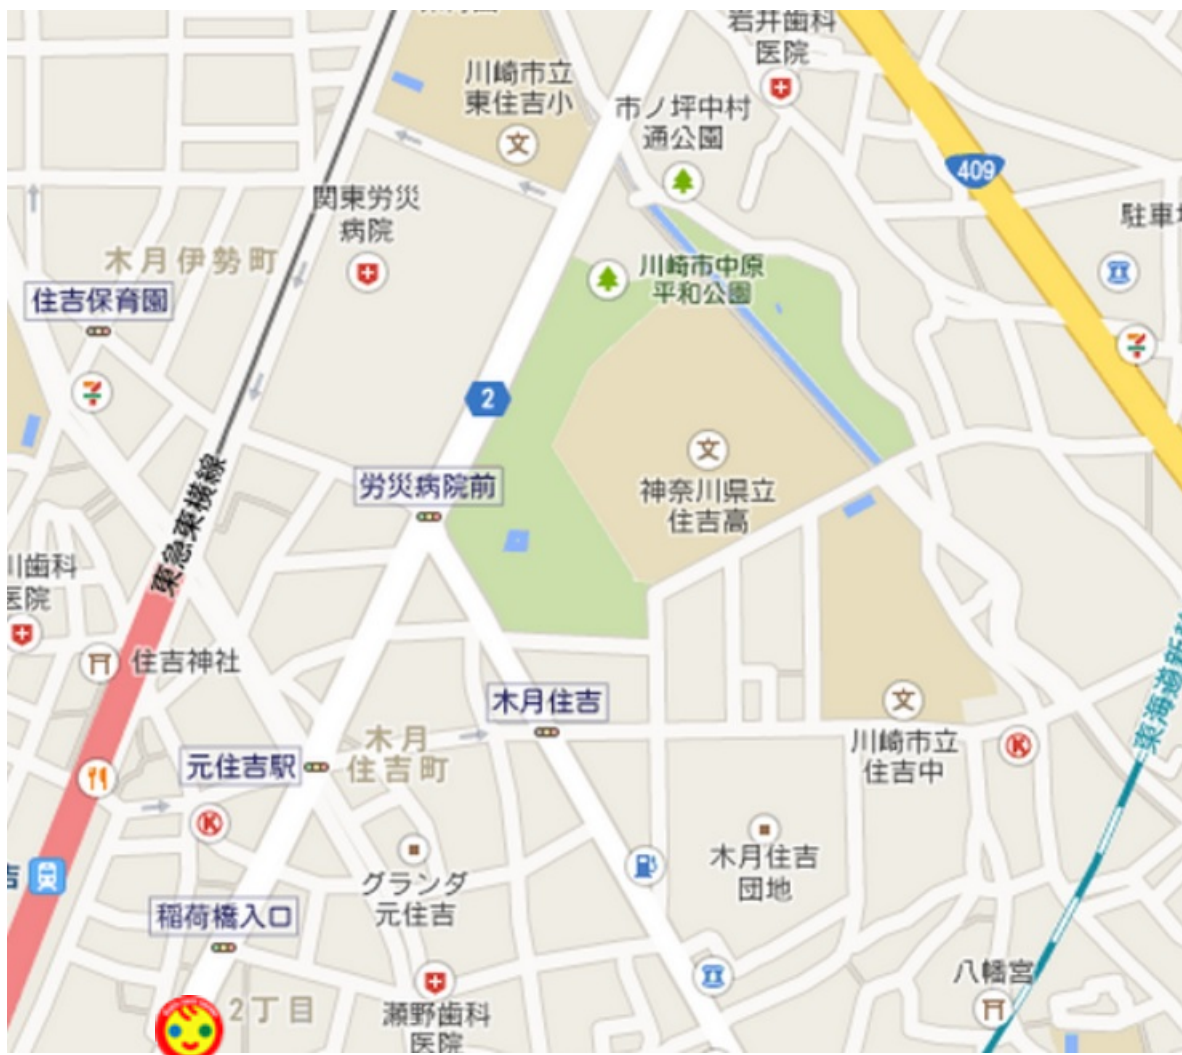 岩井歯科
医院
川崎市立
東住吉小
市ノ坪中村
通公園
409
関東労災
病院
駐車場
木月伊勢町
川崎市中原
平和公園
住吉保育園
2
神奈川県立
住吉高
労災病院前
東急東横線
川歯科
医院
住吉神社
東海道新
木月住吉
木月
住吉町
元住吉駅
川崎市立
住吉中
K
K
木月住吉
団地
グランダ
元住吉
吉
稲荷橋入口
八幡宮
2丁目
瀬野歯科
医院